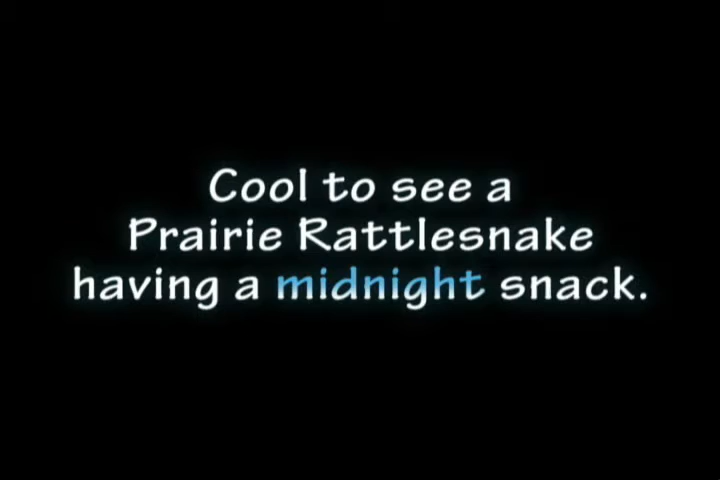 Cool to see a
Prairie Rattlesnake
having a midnight snack.